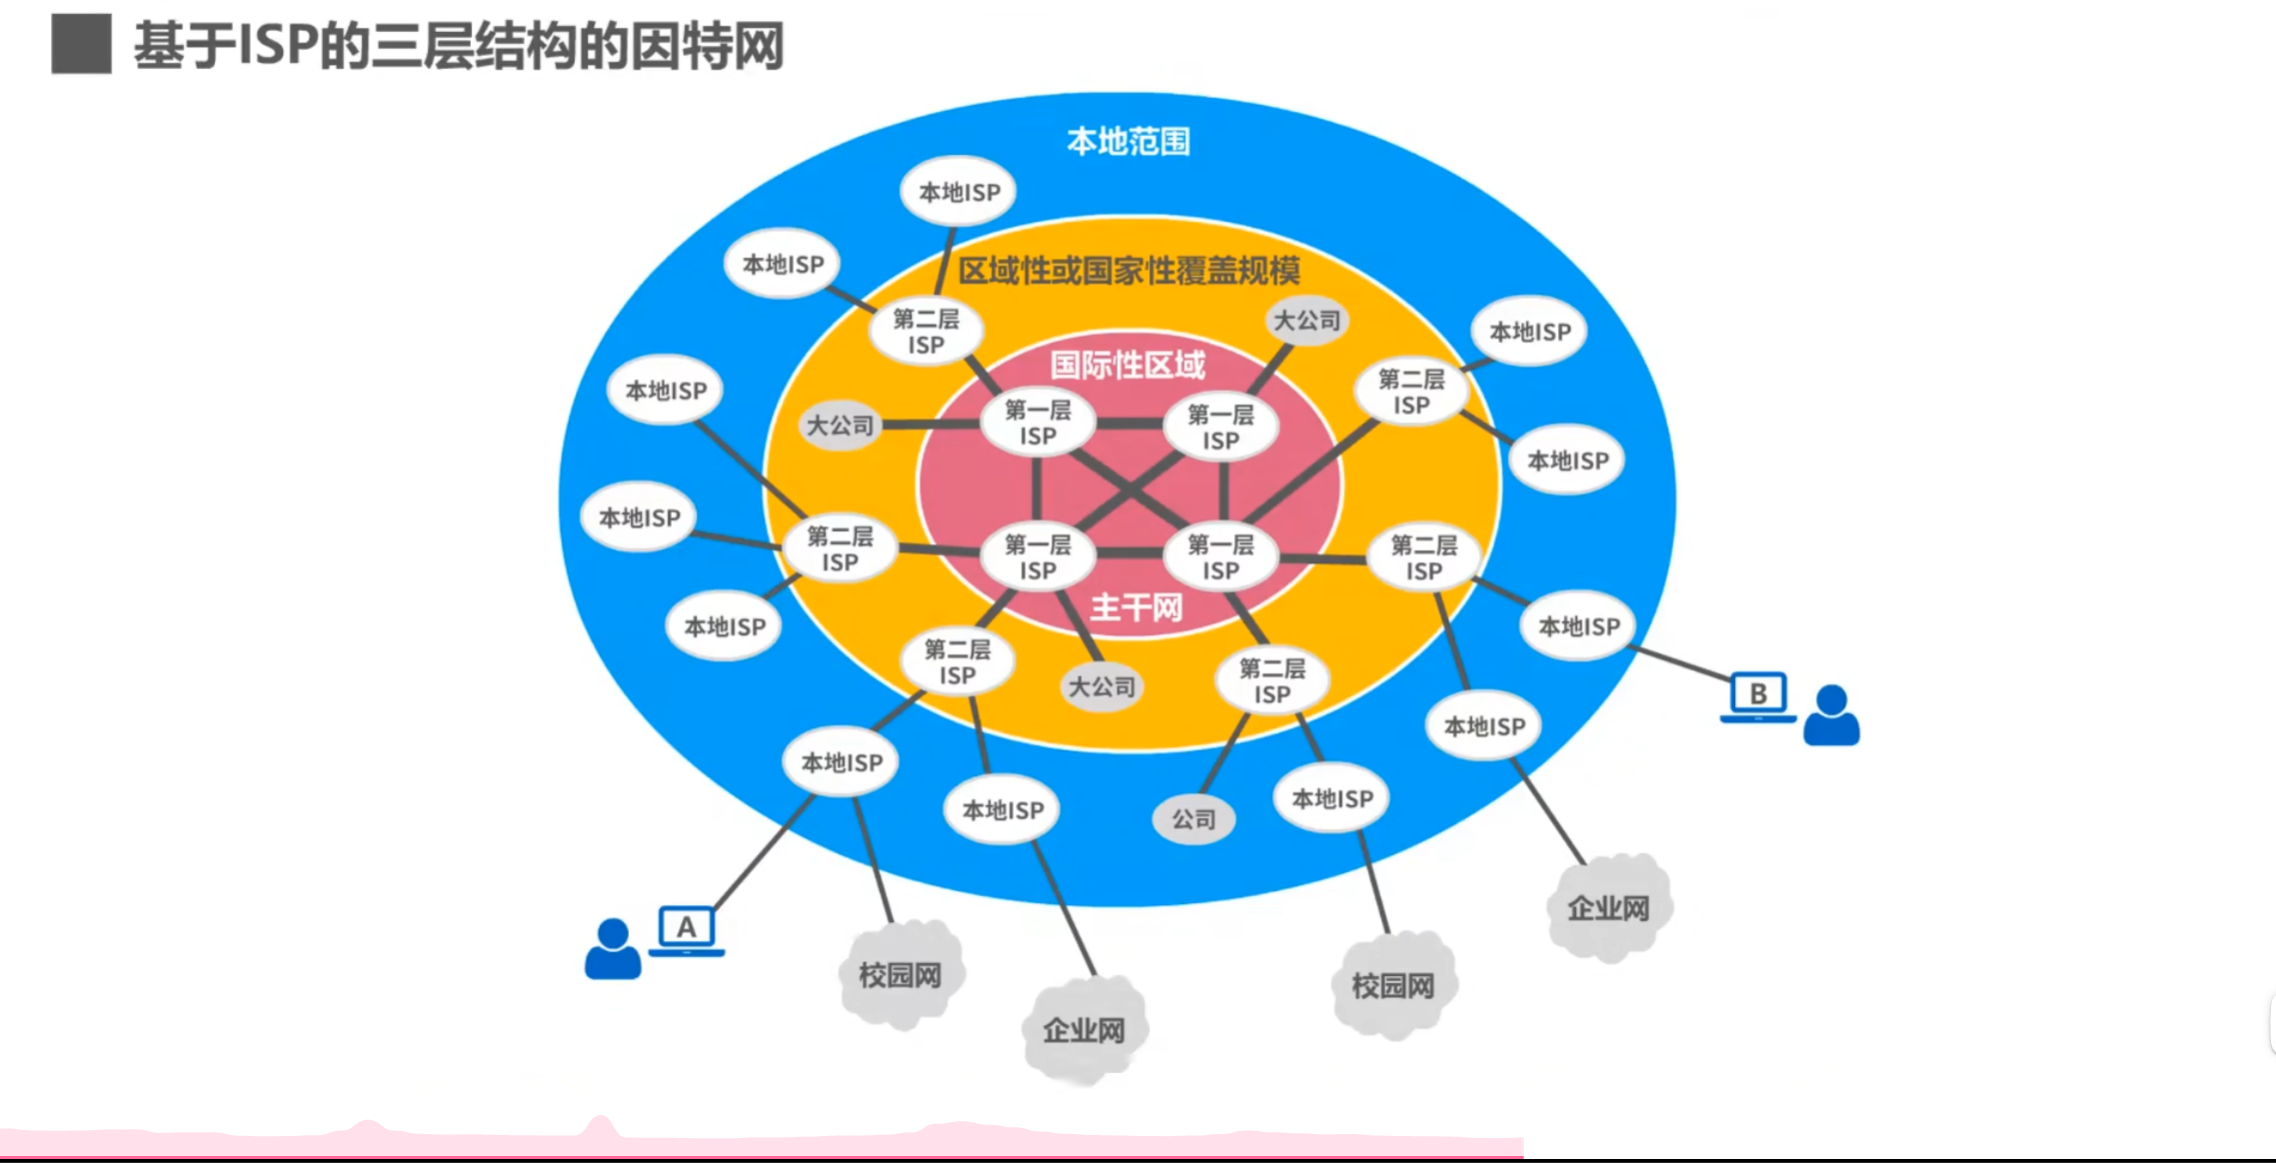 基于ISP的三层结构的因特网
本地范围
本地ISP
本地ISP
区域性或国家性覆盖规模
第二层
ISP
大公司
本地ISP
国际性区域
第二层
ISP
本地ISP
大公司
第一层
ISP
第一层
ISP
本地ISP
本地ISP
第二层
ISP
第一层
ISP
第一层
ISP
第二层
ISP
主干网
本地ISP
本地ISP
第二层
ISP
大公司
第二层
ISP
B
本地ISP
本地ISP
本地ISP
公司
本地ISP
A
企业网
校园网
校园网
企业网